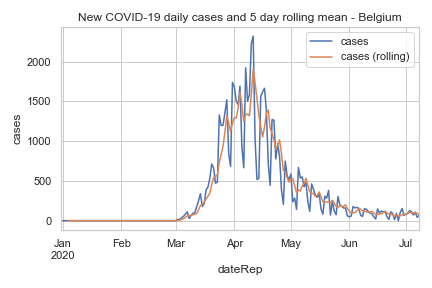 New COVID-19 daily cases and 5 day rolling mean - Belgium
cases
cases (rolling)
2000
1500
1000
500
0
cases
Jan Feb Mar Apr May Jun Jul
2020
dateRep